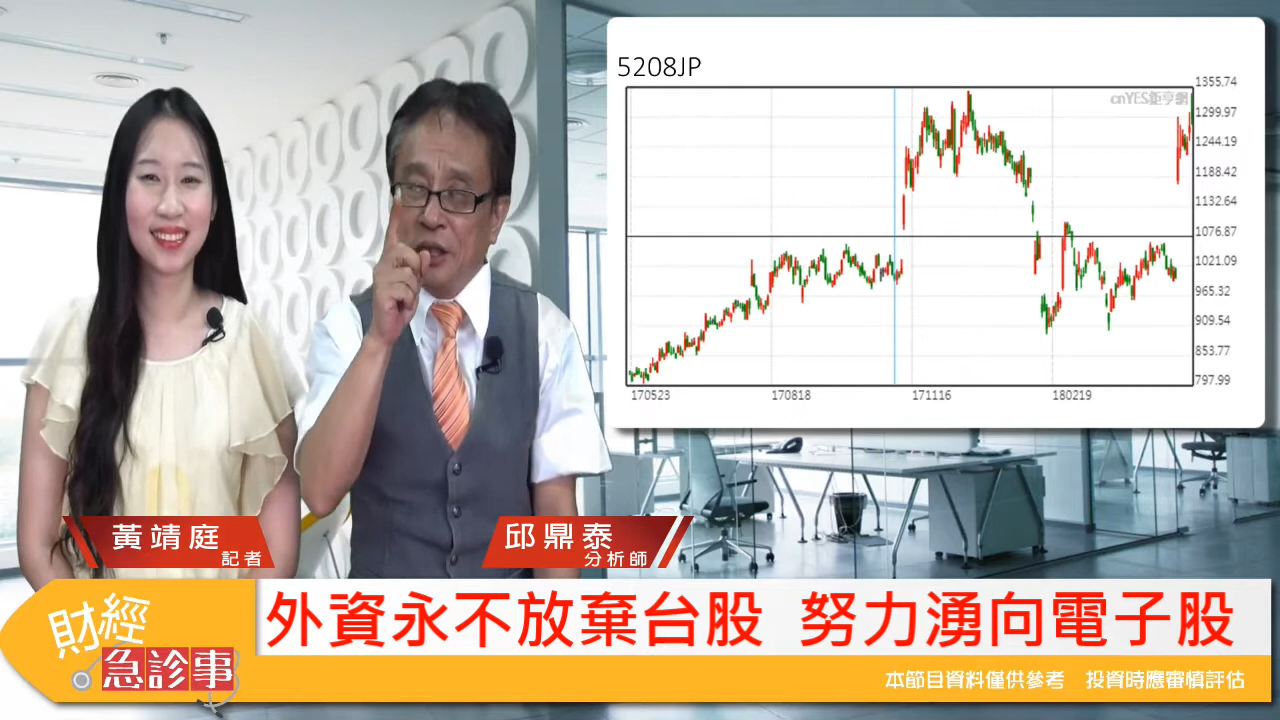 5208JP
cnYES鉅亨網
1355.74
1299.97
1244.19
1188.42
1132.64
1076.87
1021.09
965.32
909.54
853.77
797.99
170523
170818
171116
180219
黃靖庭
記者
邱鼎泰
分析師
財經
急診事
外資永不放棄台股 努力湧向電子股
本節目資料僅供參考 投資時應審慎評估